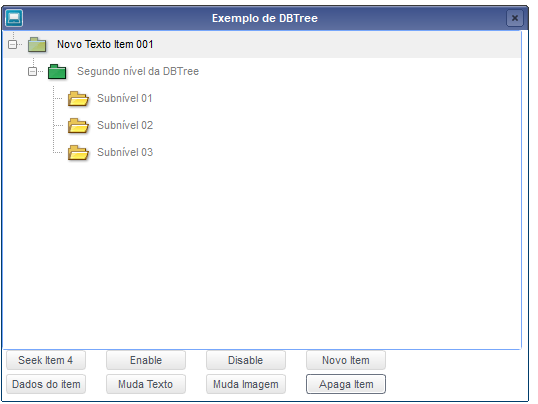 Exemplo de DBTree
Novo Texto Item 001
Segundo nível da DBTree
Subnível 01
Subnível 02
Subnível 03
Seek Item 4 Enable Disable Novo Item
Dados do item Muda Texto Muda Imagem Apaga Item